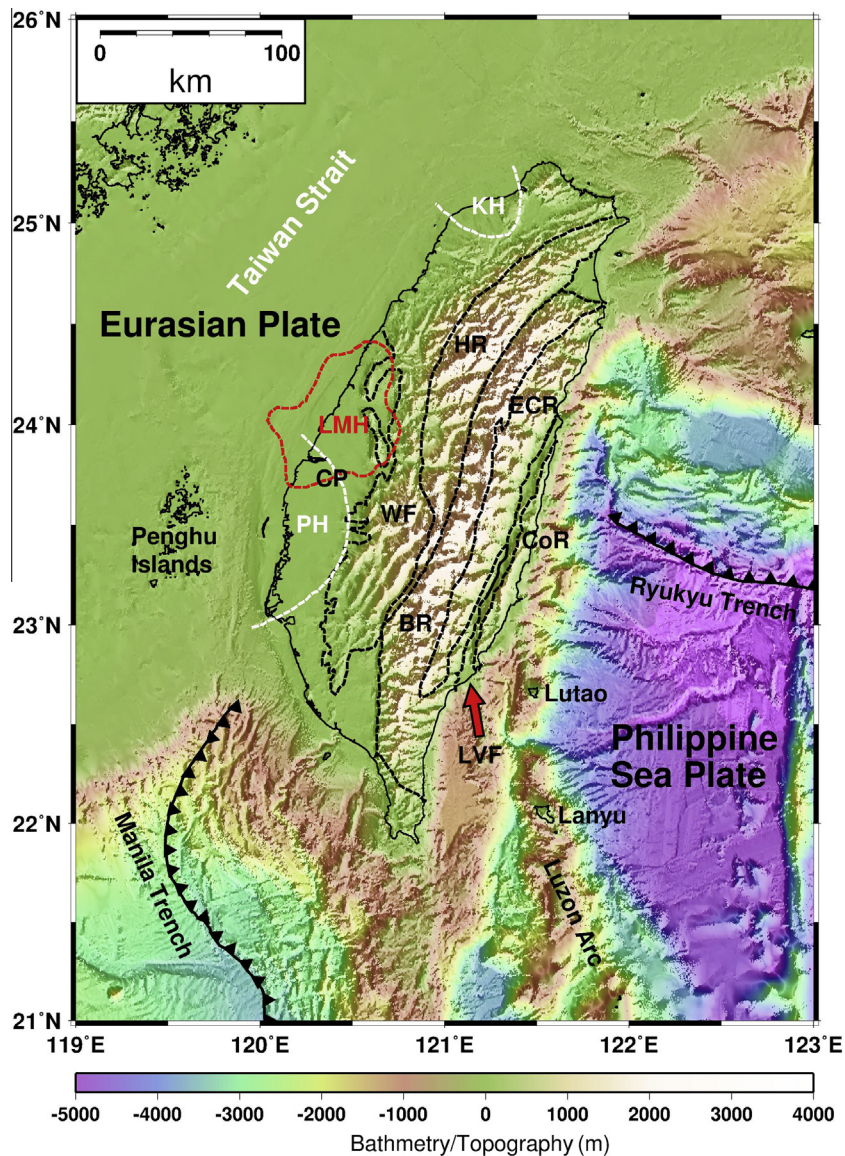 26˚N
0
100
km
25˚N
24˚N
23˚N
22˚N
21˚N
Taiwan Strait
KH
Eurasian Plate
HR
ECR
LMH
CP
PH
WF
Penghu
Islands
CoR
Ryukyu Trench
BR
Lutao
LVF
Philippine
Sea Plate
Lanyu
Manila Trench
Luzon Arc
119˚E
120˚E
121˚E
122˚E
123˚E
-5000
-4000
-3000
-2000
-1000
0
1000
2000
3000
4000
Bathmetry/Topography (m)